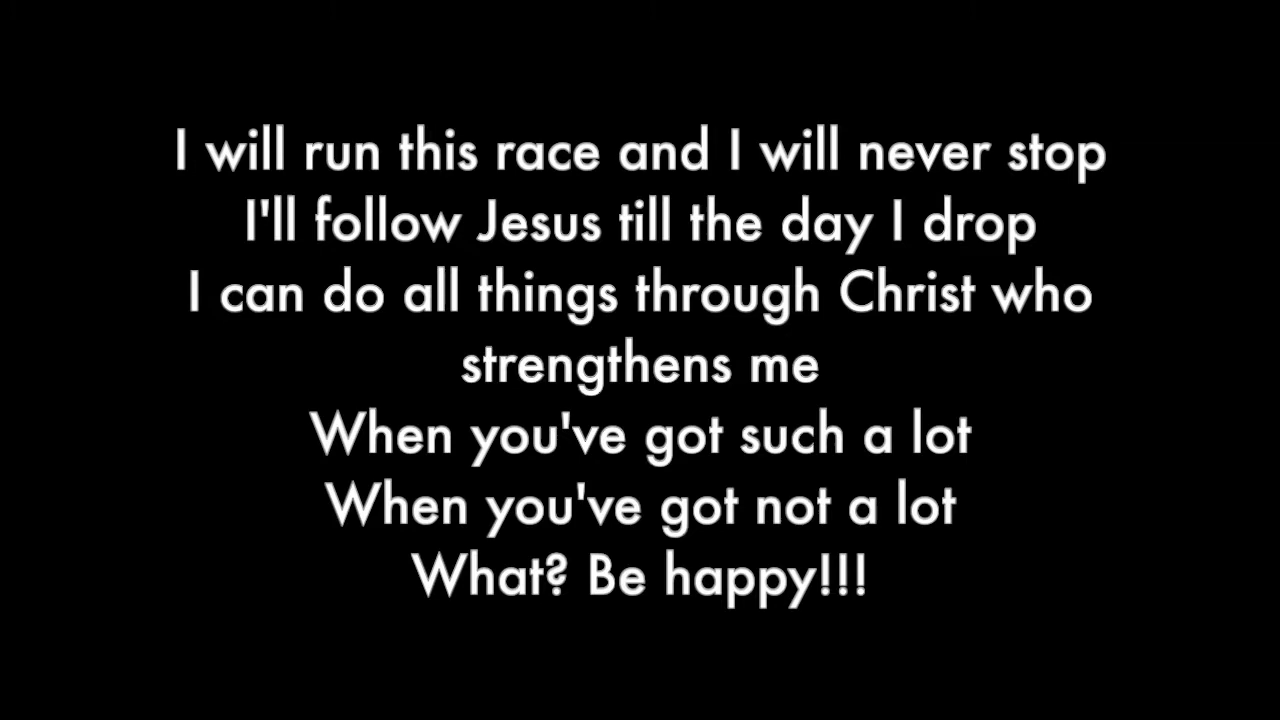 I will run this race and I will never stop
I'll follow Jesus till the day I drop
I can do all things through Christ who
strengthens me
When you've got such a lot
When you've got not a lot
What? Be happy!!!